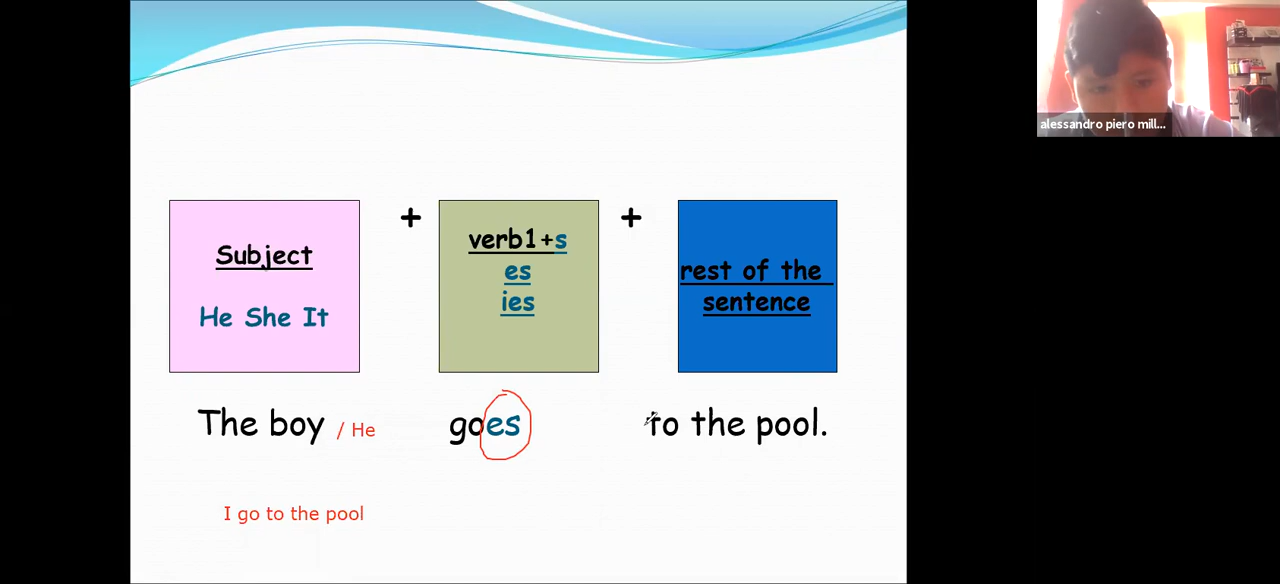 alessandro piero mill...
Subject
He She It
+
verb1+s
es
ies
+
rest of the
sentence
The boy / He goes to the pool.
I go to the pool